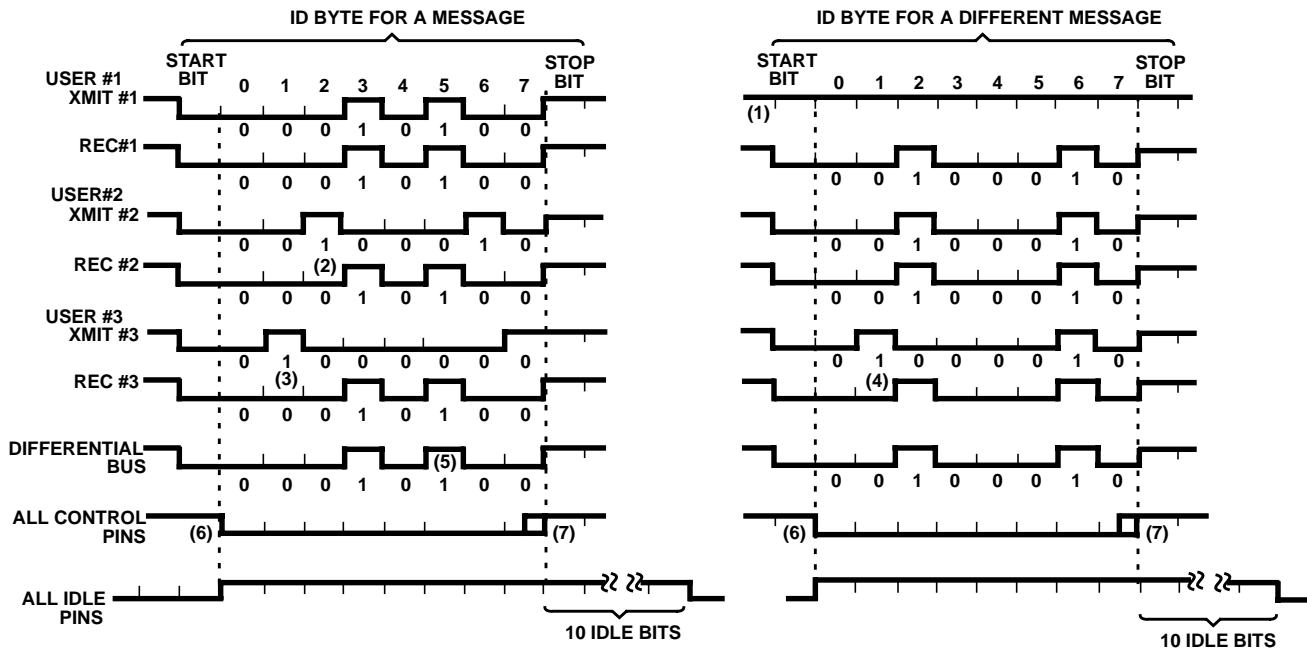 ID BYTE FOR A MESSAGE
ID BYTE FOR A DIFFERENT MESSAGE
START
BIT
0 1 2 3 4 5 6 7
STOP
BIT
START
BIT
0 1 2 3 4 5 6 7
STOP
BIT
USER #1
XMIT #1
0 0 0 1 0 1 0 0
(1)
REC#1
0 0 0 1 0 1 0 0
0 0 1 0 0 0 1 0
USER#2
XMIT #2
0 0 1 0 0 0 1 0
(2)
0 0 1 0 0 0 1 0
REC #2
0 0 0 1 0 1 0 0
0 0 1 0 0 0 1 0
USER #3
XMIT #3
0 1 0 0 0 0 0 0
(3)
0 1 0 0 0 1 0
(4)
REC #3
0 0 0 1 0 1 0 0
DIFFERENTIAL
BUS
(5)
0 0 0 1 0 1 0 0
0 0 1 0 0 0 1 0
ALL CONTROL
PINS
(6)
(7)
(6)
(7)
ALL IDLE
PINS
10 IDLE BITS
10 IDLE BITS